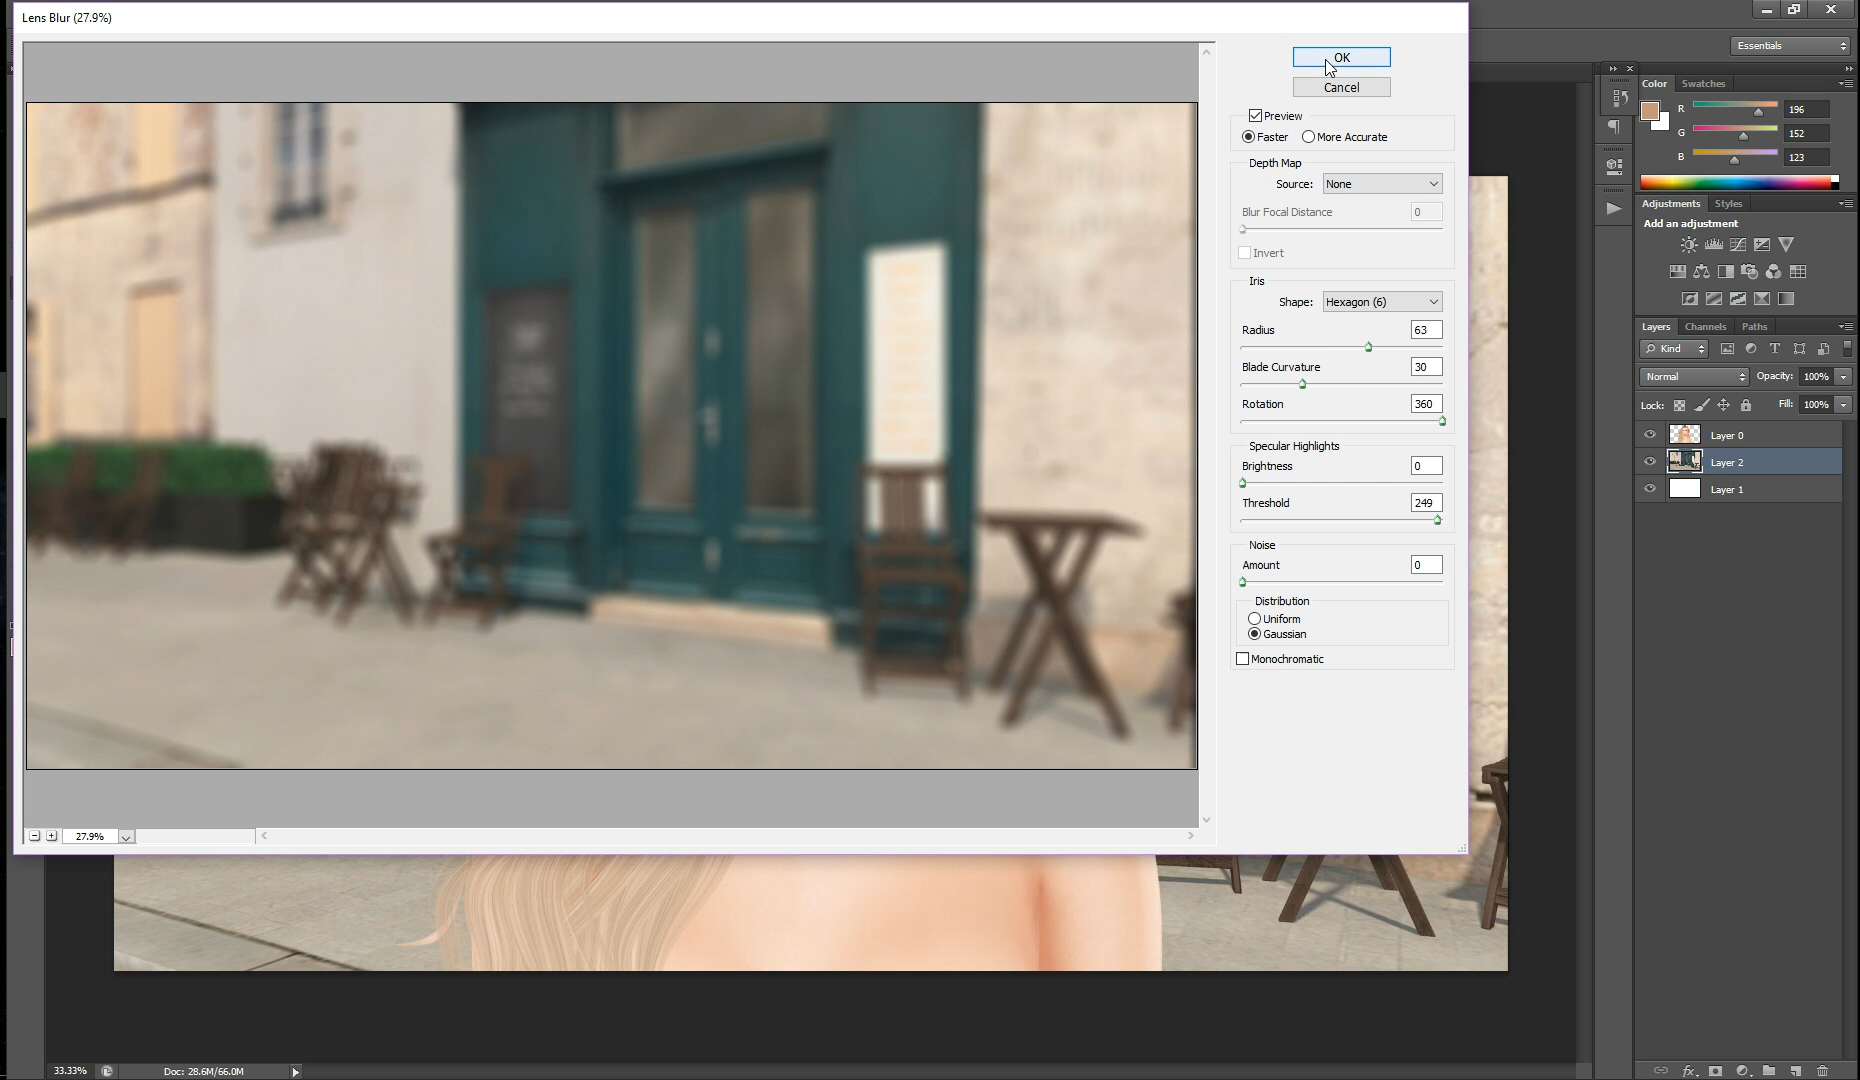 Lens Blur (27.9%)
OK
Cancel
Preview
Faster
More Accurate
Depth Map
Source:
None
Blur Focal Distance
0
Invert
Iris
Shape:
Hexagon (6)
Radius
63
Blade Curvature
30
Rotation
360
Specular Highlights
Brightness
0
Threshold
249
Noise
Amount
0
Distribution
Uniform
Gaussian
Monochromatic
27.9%
Essentials
Color
Swatches
R
196
G
152
B
123
Adjustments
Styles
Add an adjustment
Layers
Channels
Paths
Kind
Normal
Opacity:
100%
Lock:
Fill:
100%
Layer 0
Layer 2
Layer 1
33.33%
Doc: 28.6M/66.0M